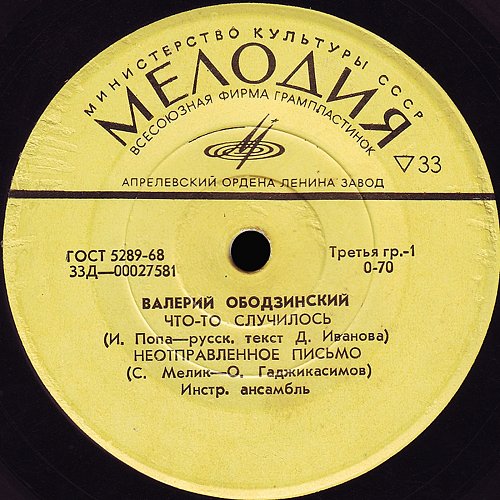 МИНИСТЕРСТВО КУЛЬТУРЫ СССР
МЕЛОДИЯ
ВСЕСОЮЗНАЯ ФИРМА ГРАМПЛАСТИНОК
▽33
АПРЕЛЕВСКИЙ ОРДЕНА ЛЕНИНА ЗАВОД
ГОСТ 5289-68
Третья гр.-1
33Д—00027581
0-70
ВАЛЕРИЙ ОБОДЗИНСКИЙ
ЧТО-ТО СЛУЧИЛОСЬ
(И. Попа—русск. текст Д. Иванова)
НЕОТПРАВЛЕННОЕ ПИСЬМО
(С. Мелик—О. Гаджикасимов)
Инстр. ансамбль